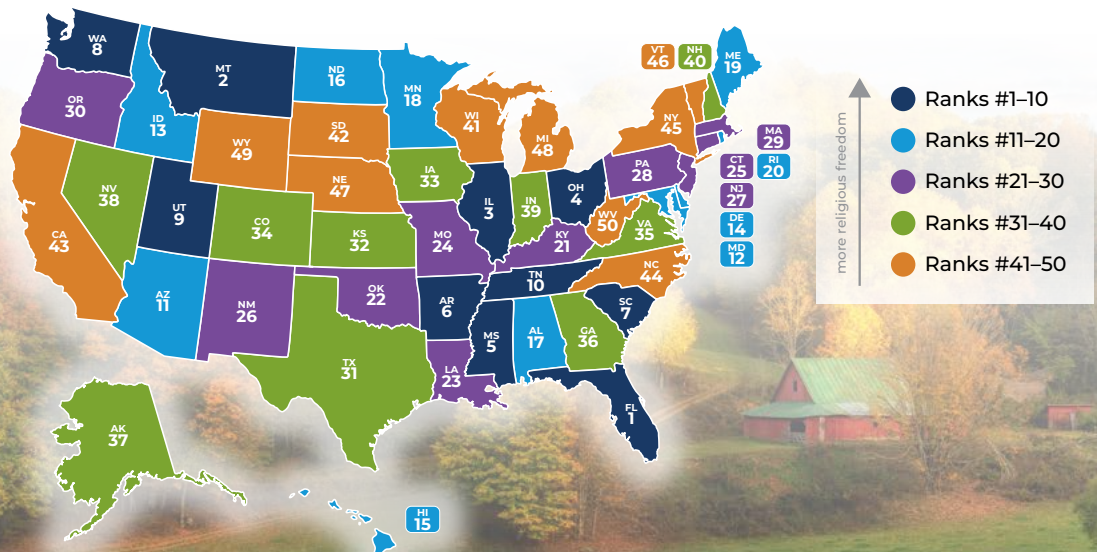 WA
8
MT
2
ND
16
MN
18
VT
46
NH
40
ME
19
OR
30
ID
13
WY
49
SD
42
WI
41
MI
48
NY
45
MA
29
CT
25
RI
20
NJ
27
DE
14
MD
12
NV
38
UT
9
CO
34
NE
47
IA
33
IL
3
IN
39
OH
4
PA
28
CA
43
KS
32
MO
24
KY
21
WV
50
VA
35
AZ
11
NM
26
OK
22
AR
6
TN
10
NC
44
SC
7
TX
31
LA
23
MS
5
AL
17
GA
36
FL
1
AK
37
HI
15
more religious freedom
Ranks #1–10
Ranks #11–20
Ranks #21–30
Ranks #31–40
Ranks #41–50